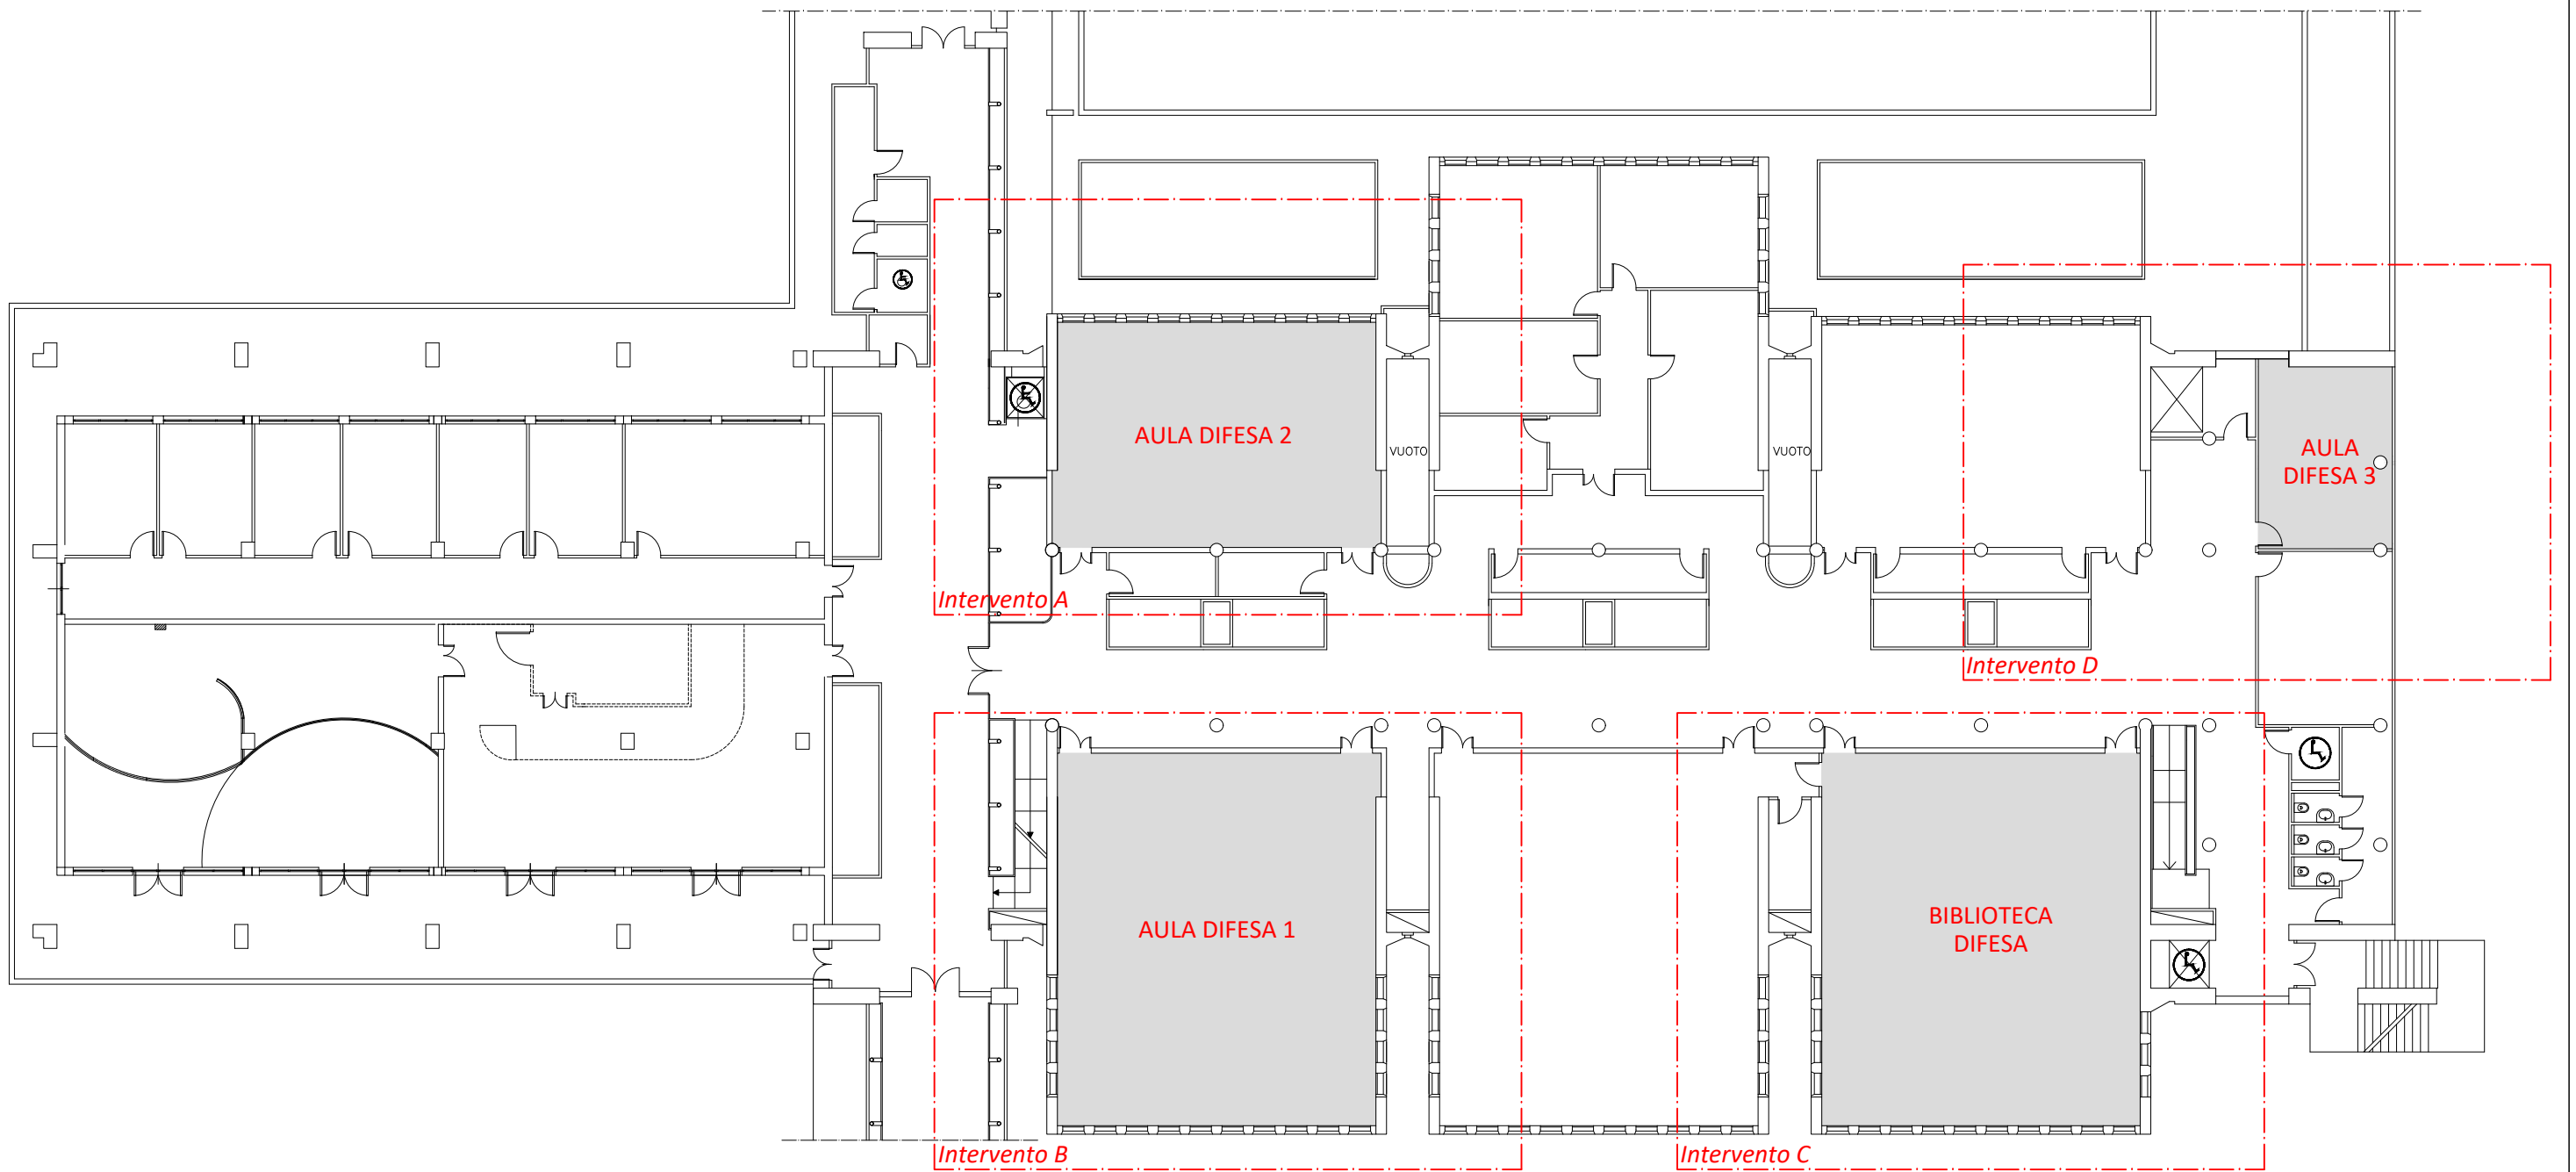 AULA DIFESA 2
VUOTO
VUOTO
AULA
DIFESA 3
Intervento A
Intervento D
AULA DIFESA 1
BIBLIOTECA
DIFESA
Intervento B
Intervento C